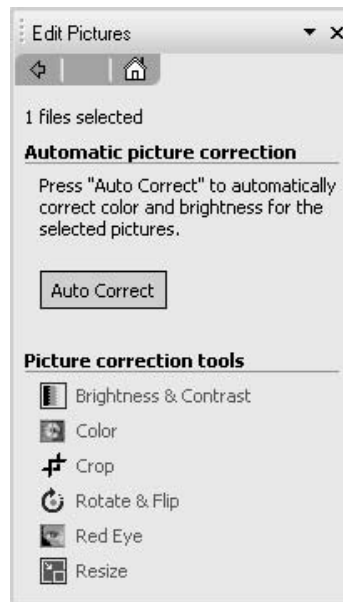 Edit Pictures
1 files selected
Automatic picture correction
Press "Auto Correct" to automatically
correct color and brightness for the
selected pictures.
Auto Correct
Picture correction tools
Brightness & Contrast
Color
Crop
Rotate & Flip
Red Eye
Resize